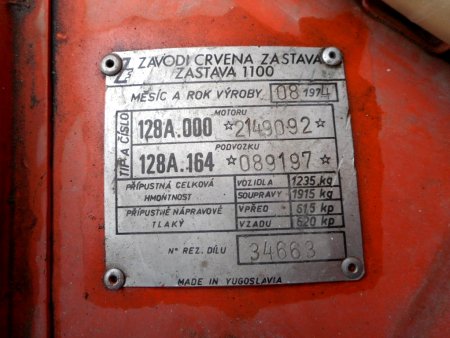 ZAVODI CRVENA ZASTAVA
ZASTAVA 1100
MĚSÍC A ROK VÝROBY 08 1974
TYP A ČÍSLO
MOTORU
128A.000 ☆2149092☆
PODVOZKU
128A.164 ☆089197☆
PŘÍPUSTNÁ CELKOVÁ HMOTNOST
VOZIDLA 1235 kg
SOUPRAVY 1915 kg
PŘÍPUSTNÉ NÁPRAVOVÉ TLAKÝ
VPŘED 615 kp
VZADU 620 kp
Nº REZ. DÍLU 34663
MADE IN YUGOSLAVIA